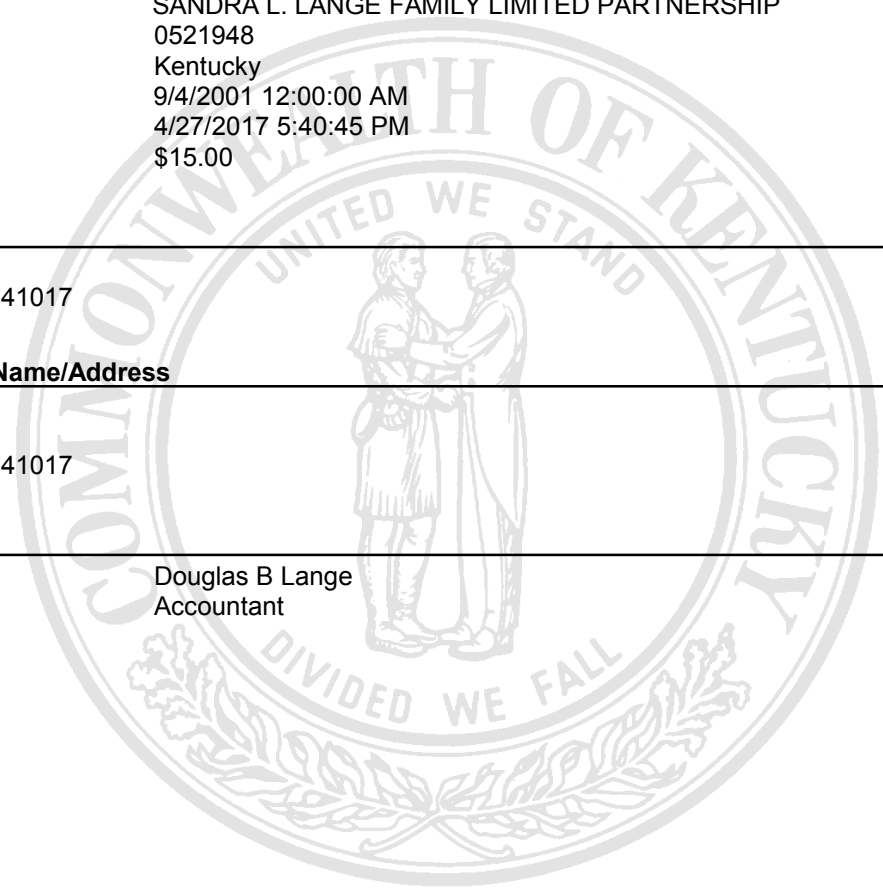 SANDRA L. LANGE FAMILY LIMITED PARTNERSHIP
0521948
Kentucky
9/4/2001 12:00:00 AM
4/27/2017 5:40:45 PM
$15.00
COMMONWEALTH OF KENTUCKY
UNITED WE STAND
41017
Name/Address
41017
Douglas B Lange
Accountant
DIVIDED WE FALL